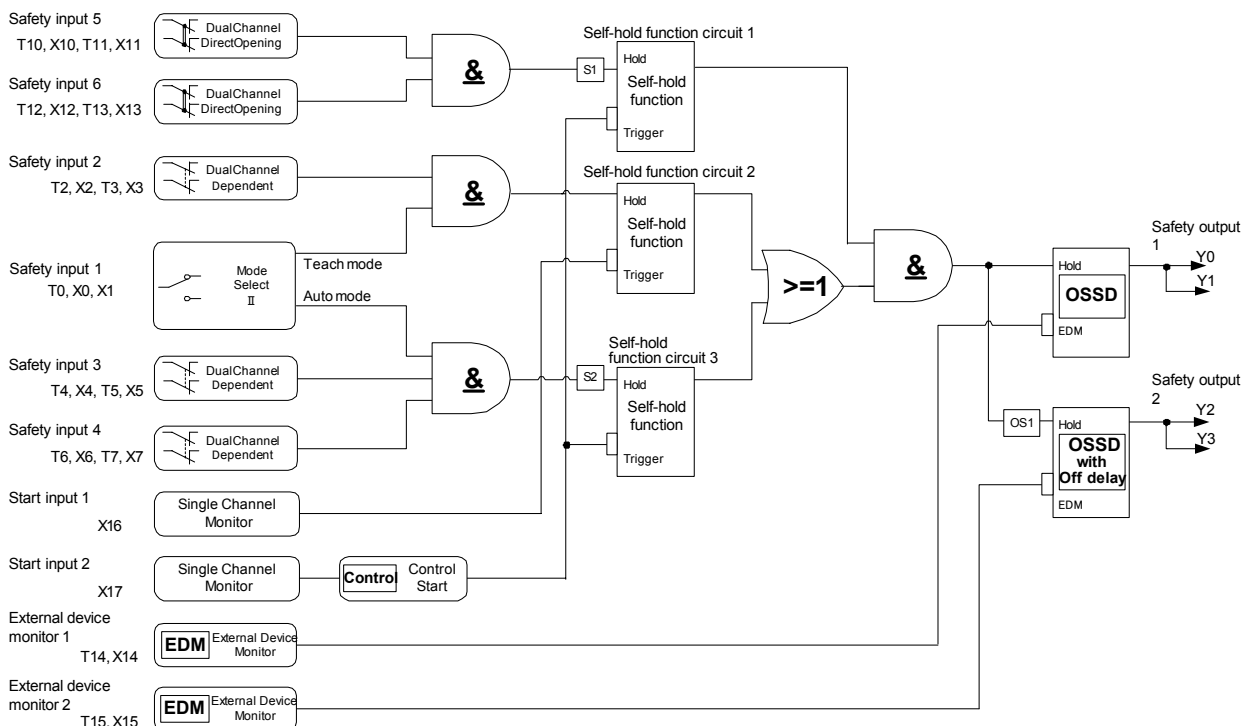 Safety input 5
T10, X10, T11, X11
DualChannel
DirectOpening
Safety input 6
T12, X12, T13, X13
DualChannel
DirectOpening
&
S1
Self-hold function circuit 1
Hold
Self-hold
function
Trigger
Safety input 2
T2, X2, T3, X3
DualChannel
Dependent
&
Self-hold function circuit 2
Hold
Self-hold
function
Trigger
Safety input 1
T0, X0, X1
Mode
Select
II
Teach mode
Auto mode
>=1
&
Safety input 3
T4, X4, T5, X5
DualChannel
Dependent
Safety input 4
T6, X6, T7, X7
DualChannel
Dependent
&
S2
Self-hold
function circuit 3
Hold
Self-hold
function
Trigger
Safety output
1
Hold
OSSD
EDM
Y0
Y1
Safety output
2
OS1
Hold
OSSD
with
Off delay
EDM
Y2
Y3
Start input 1
X16
Single Channel
Monitor
Start input 2
X17
Single Channel
Monitor
Control
Control
Start
External device
monitor 1
T14, X14
EDM
External Device
Monitor
External device
monitor 2
T15, X15
EDM
External Device
Monitor